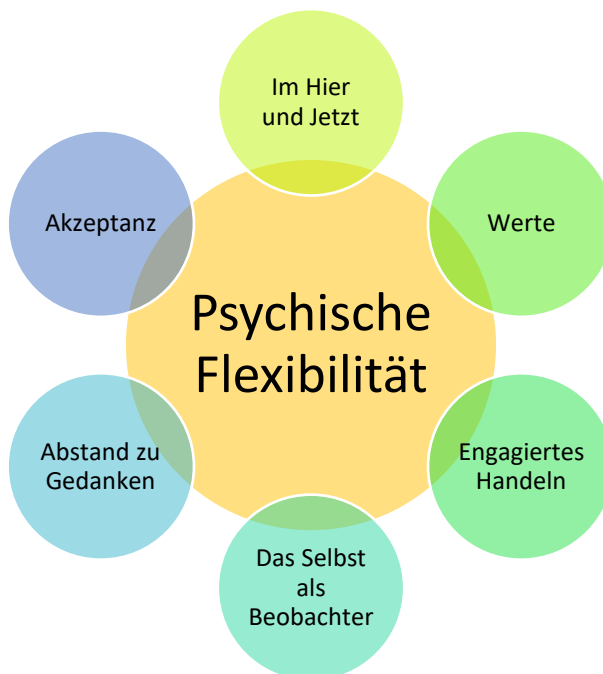 Im Hier
und Jetzt
Akzeptanz
Werte
Psychische
Flexibilität
Abstand zu
Gedanken
Engagiertes
Handeln
Das Selbst
als
Beobachter